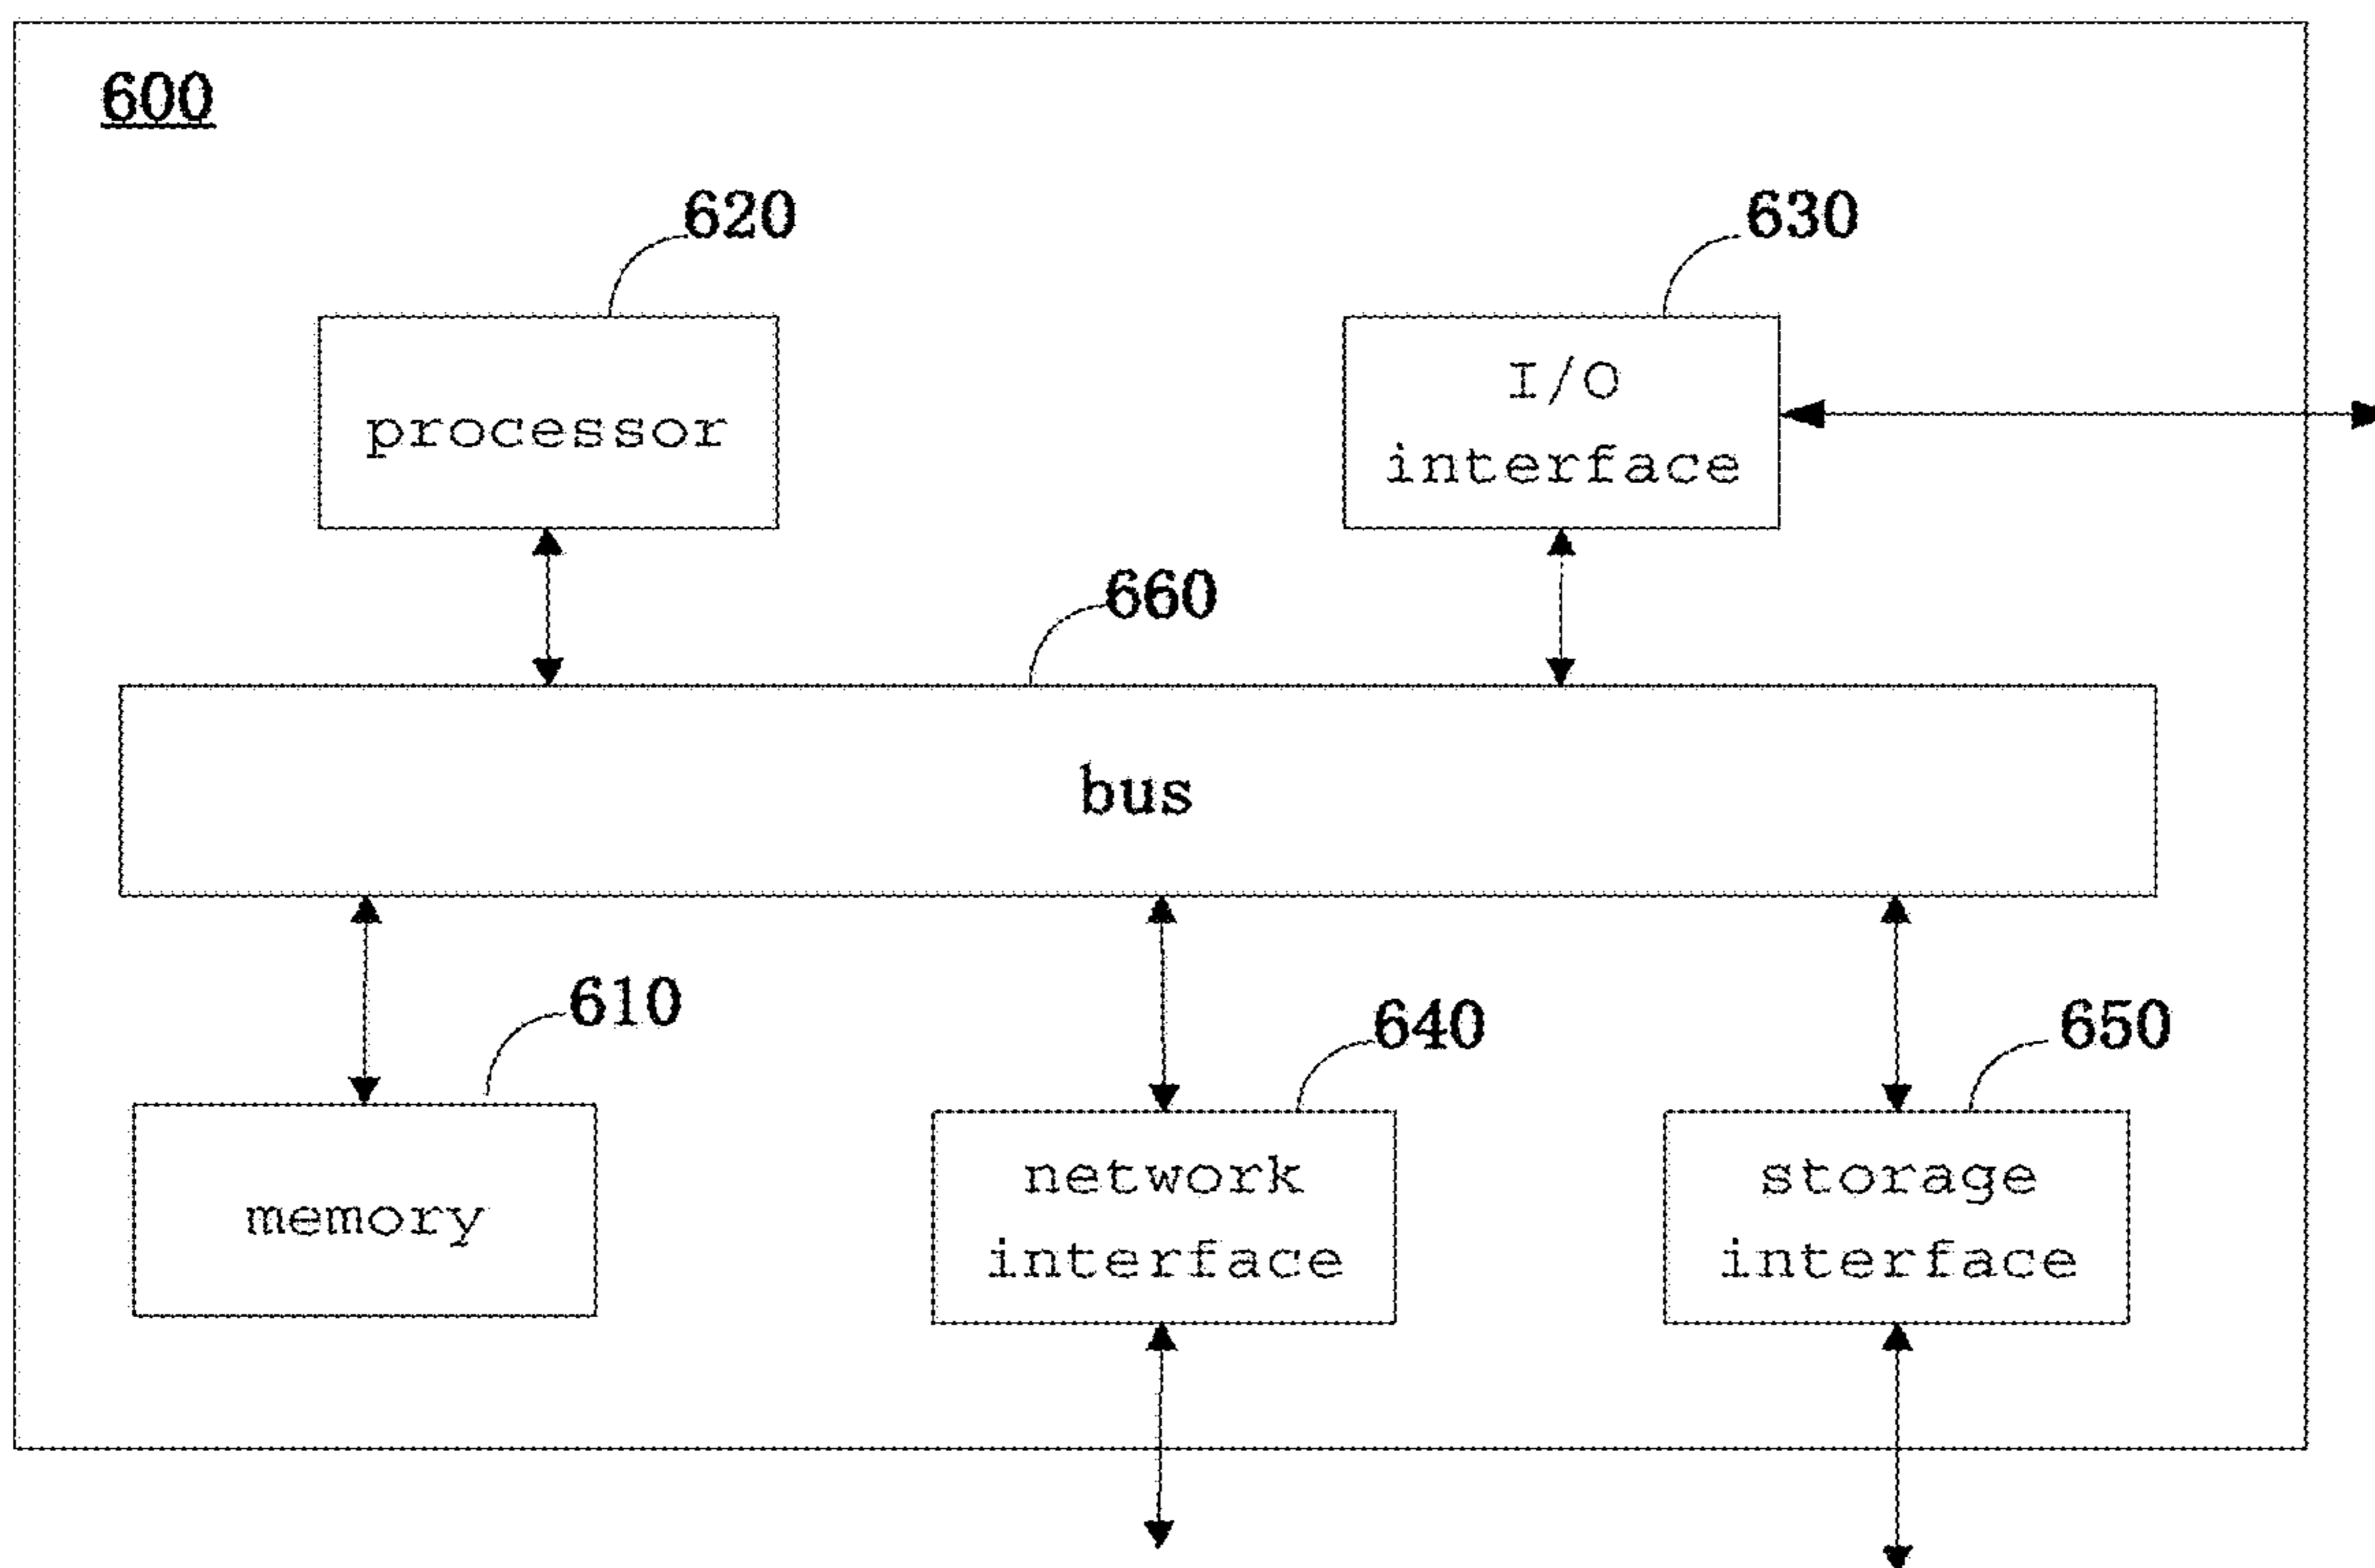 600
620
630
processor
I/O
interface
660
bus
610
640
650
memory
network
interface
storage
interface